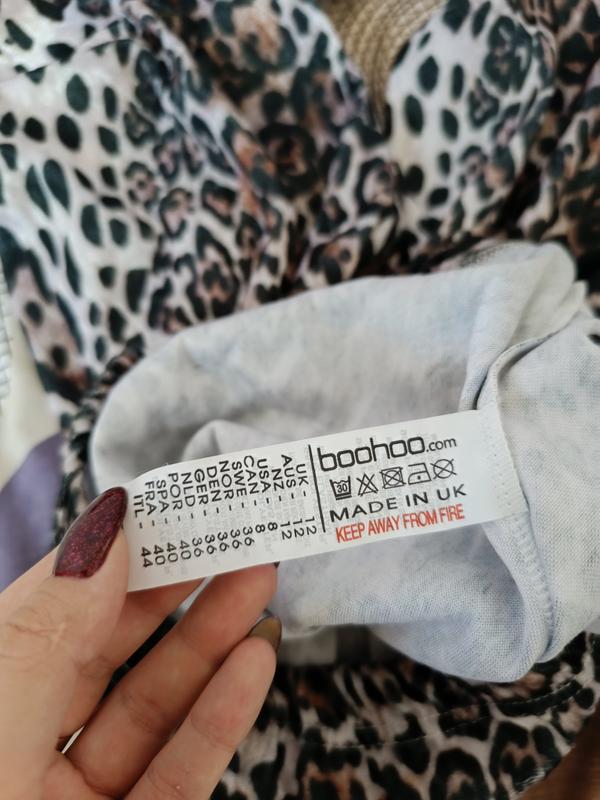 boohoo.com
30
MADE IN UK
KEEP AWAY FROM FIRE
UK - 12
AUS - 12
NZ - 12
USA - 8
CAN - 8
SWE - 36
NOR - 36
DEN - 36
GER - 36
NLD - 36
POR - 40
SPA - 40
FRA - 40
ITL - 44